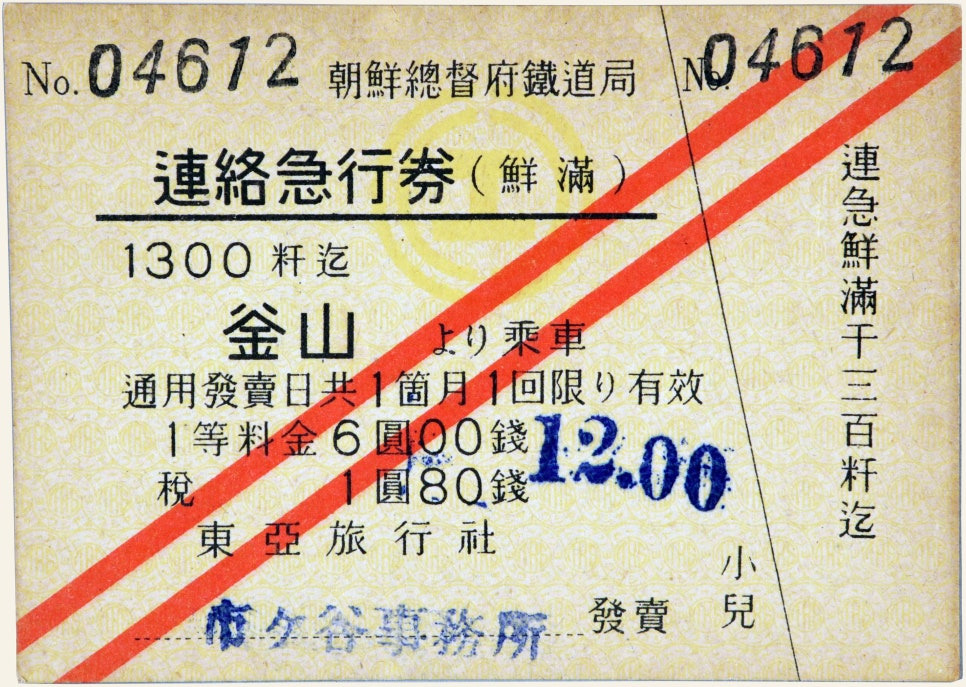 No. 04612 朝鮮總督府鐵道局
連絡急行券(鮮滿)
1300 粁迄
釜山 より乘車
通用發賣日共1箇月1回限り有效
1等料金6圓00錢 12.00
稅 1圓80錢
東亞旅行社
市ケ谷事務所 發賣
No. 04612
連急鮮滿千三百粁迄
小兒